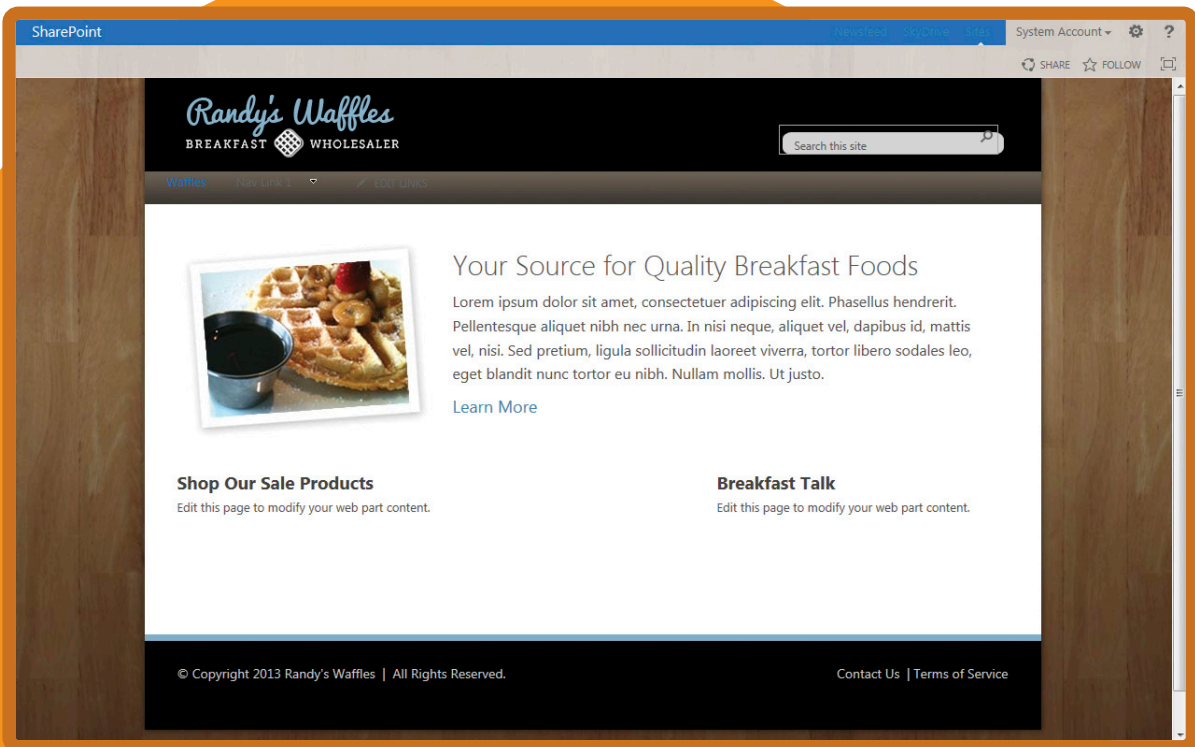 SharePoint
Newsfeed SkyDrive Sites System Account ?
SHARE FOLLOW
Randy's Waffles
BREAKFAST WHOLESALER
Search this site
Waffles Nav Link 1 EDIT LINKS
Your Source for Quality Breakfast Foods
Lorem ipsum dolor sit amet, consectetuer adipiscing elit. Phasellus hendrerit.
Pellentesque aliquet nibh nec urna. In nisi neque, aliquet vel, dapibus id, mattis
vel, nisi. Sed pretium, ligula sollicitudin laoreet viverra, tortor libero sodales leo,
eget blandit nunc tortor eu nibh. Nullam mollis. Ut justo.
Learn More
Shop Our Sale Products
Edit this page to modify your web part content.
Breakfast Talk
Edit this page to modify your web part content.
© Copyright 2013 Randy's Waffles | All Rights Reserved.
Contact Us | Terms of Service